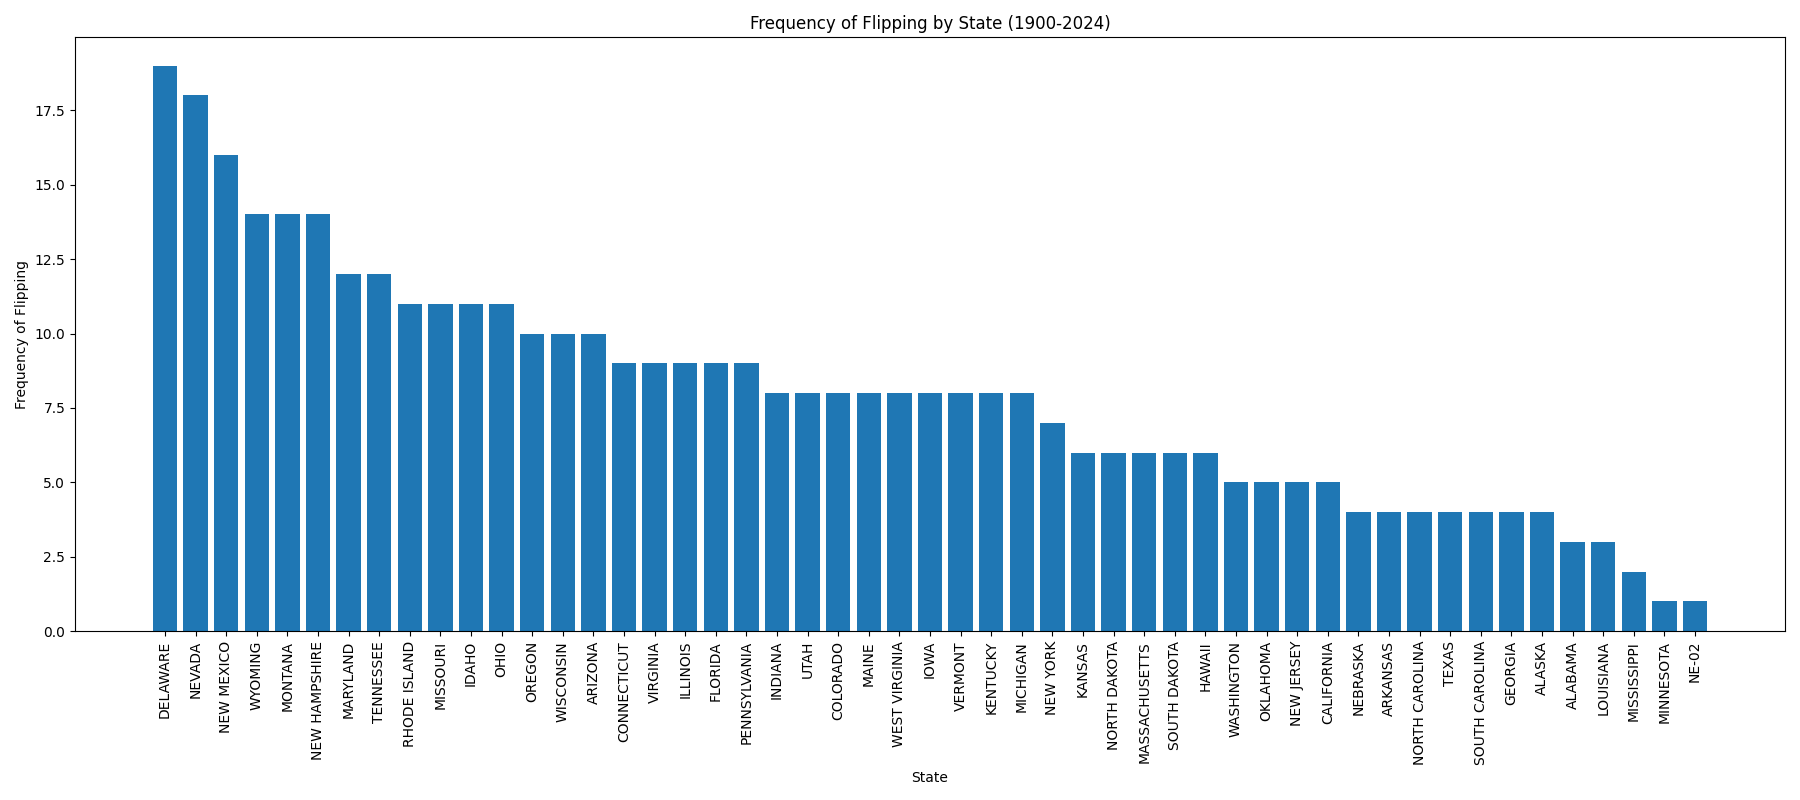 Frequency of Flipping by State (1900-2024)
Frequency of Flipping
17.5
15.0
12.5
10.0
7.5
5.0
2.5
0.0
DELAWARE
NEVADA
NEW MEXICO
WYOMING
MONTANA
NEW HAMPSHIRE
MARYLAND
TENNESSEE
RHODE ISLAND
MISSOURI
IDAHO
OHIO
OREGON
WISCONSIN
ARIZONA
CONNECTICUT
VIRGINIA
ILLINOIS
FLORIDA
PENNSYLVANIA
INDIANA
UTAH
COLORADO
MAINE
WEST VIRGINIA
IOWA
VERMONT
KENTUCKY
MICHIGAN
NEW YORK
KANSAS
NORTH DAKOTA
MASSACHUSETTS
SOUTH DAKOTA
HAWAII
WASHINGTON
OKLAHOMA
NEW JERSEY
CALIFORNIA
NEBRASKA
ARKANSAS
NORTH CAROLINA
TEXAS
SOUTH CAROLINA
GEORGIA
ALASKA
ALABAMA
LOUISIANA
MISSISSIPPI
MINNESOTA
NE-02
State